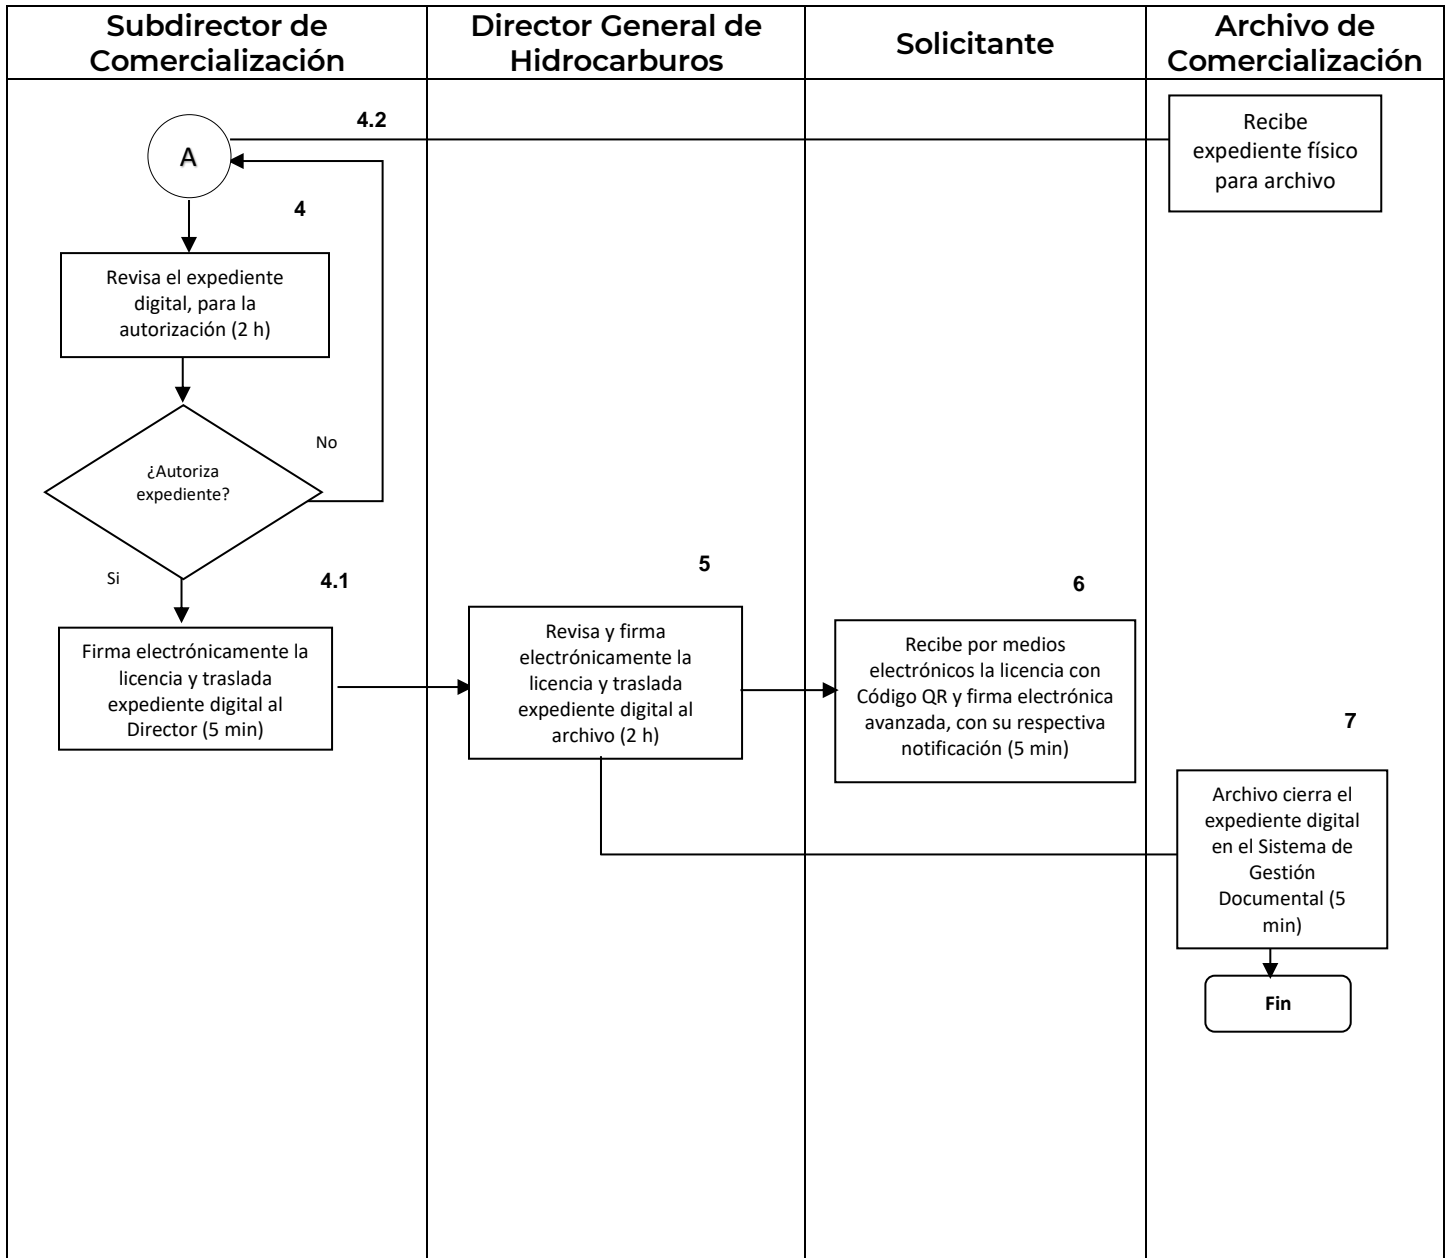 Subdirector de
Comercialización
Director General de
Hidrocarburos
Solicitante
Archivo de
Comercialización
4.2
A
Recibe
expediente físico
para archivo
4
Revisa el expediente
digital, para la
autorización (2 h)
No
¿Autoriza
expediente?
Si
4.1
Firma electrónicamente la
licencia y traslada
expediente digital al
Director (5 min)
5
Revisa y firma
electrónicamente la
licencia y traslada
expediente digital al
archivo (2 h)
6
Recibe por medios
electrónicos la licencia con
Código QR y firma electrónica
avanzada, con su respectiva
notificación (5 min)
7
Archivo cierra el
expediente digital
en el Sistema de
Gestión
Documental (5
min)
Fin